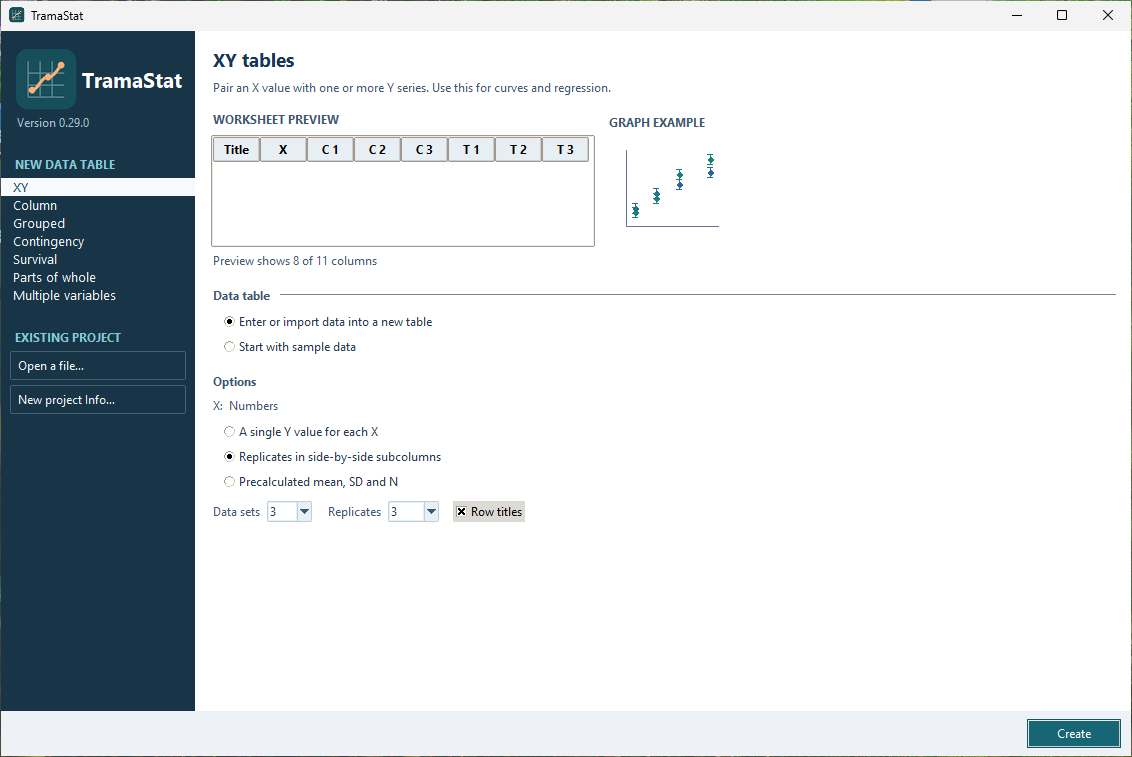 TramaStat
TramaStat
Version 0.29.0
NEW DATA TABLE
XY
Column
Grouped
Contingency
Survival
Parts of whole
Multiple variables
EXISTING PROJECT
Open a file...
New project Info...
XY tables
Pair an X value with one or more Y series. Use this for curves and regression.
WORKSHEET PREVIEW
Title X C 1 C 2 C 3 T 1 T 2 T 3
Preview shows 8 of 11 columns
GRAPH EXAMPLE
Data table
Enter or import data into a new table
Start with sample data
Options
X: Numbers
A single Y value for each X
Replicates in side-by-side subcolumns
Precalculated mean, SD and N
Data sets 3 Replicates 3 Row titles
Create